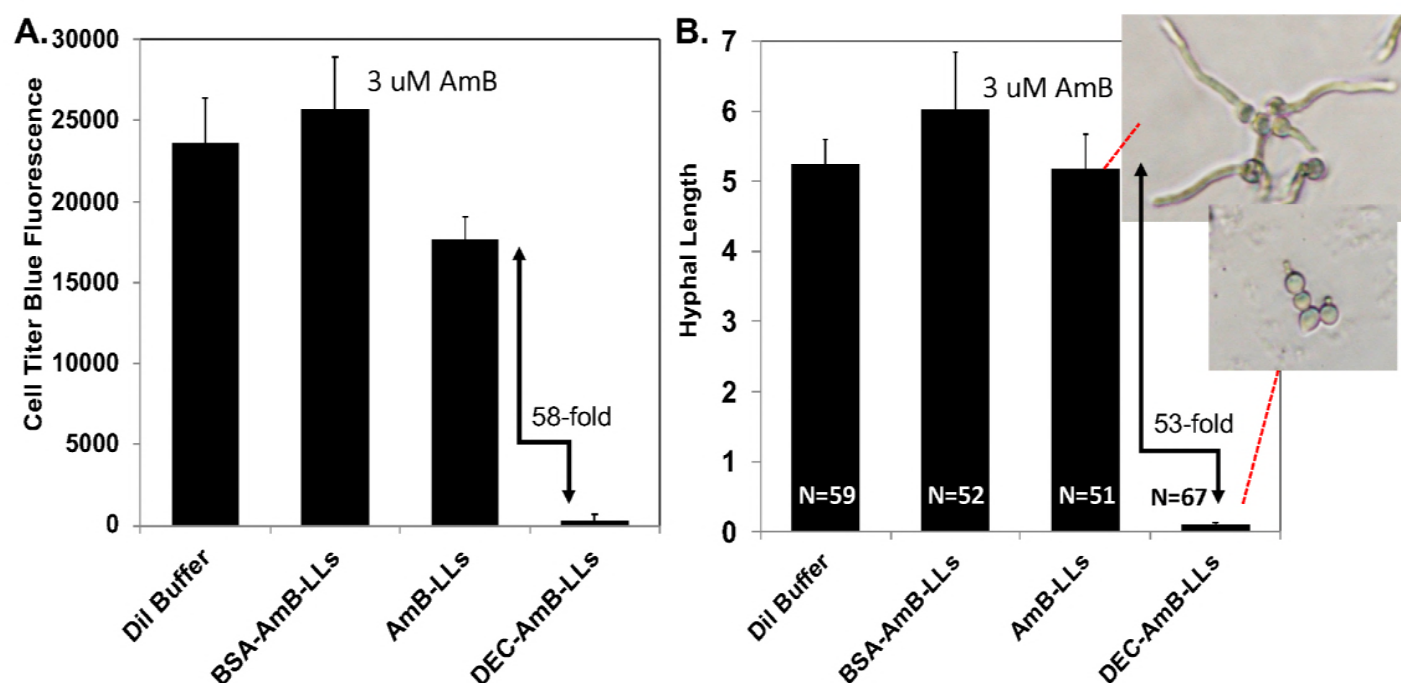 A.
Cell Titer Blue Fluorescence
30000
25000
20000
15000
10000
5000
0
3 uM AmB
58-fold
Dil Buffer
BSA-AmB-LLs
AmB-LLs
DEC-AmB-LLs
B.
Hyphal Length
7
6
5
4
3
2
1
0
3 uM AmB
53-fold
N=59
N=52
N=51
N=67
Dil Buffer
BSA-AmB-LLs
AmB-LLs
DEC-AmB-LLs